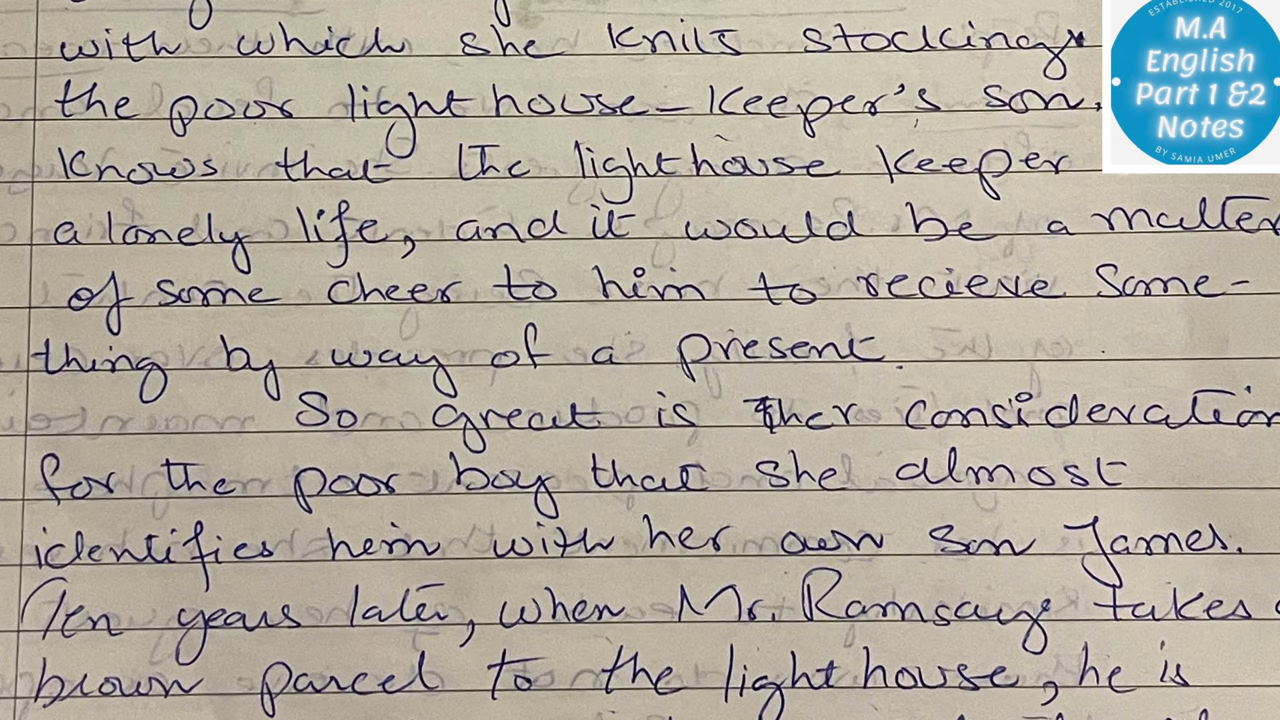 with which she knits stockings
the poor light house-keeper's son,
knows that the lighthouse keeper
a lonely life, and it would be a matter
of some cheer to him to recieve some-
thing by way of a present.
So great is ther consideration
for the poor boy that she almost
identifies him with her own son James.
Ten years later, when Mr. Ramsay takes
brown parcel to the light house, he is
ESTABLISHED 2017
M.A
English
Part 1 & 2
Notes
BY SAMIA UMER